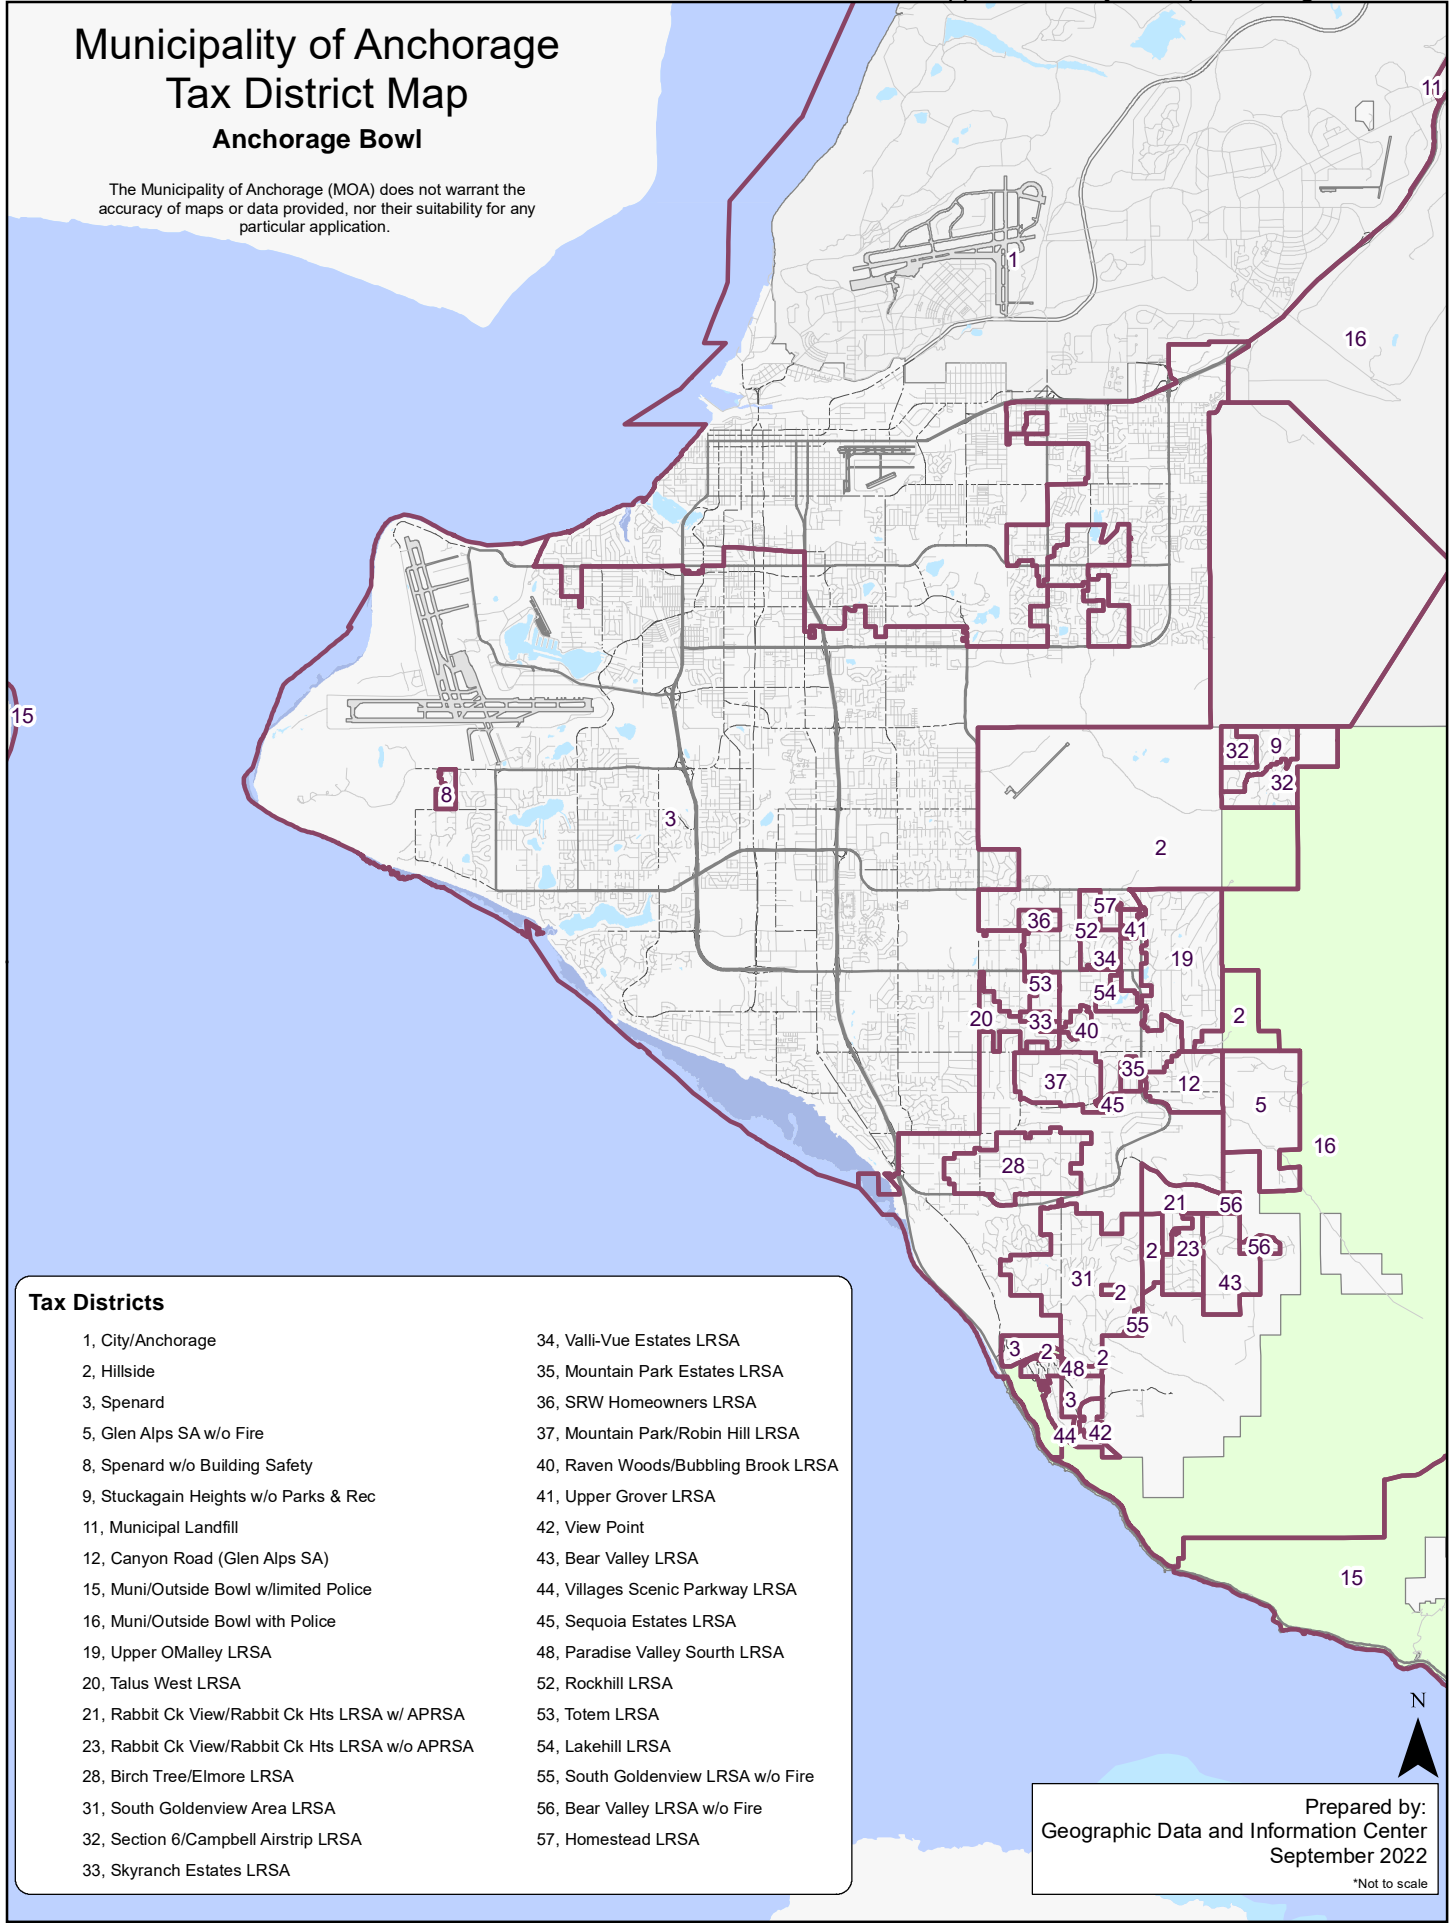 Municipality of Anchorage
Tax District Map
Anchorage Bowl
The Municipality of Anchorage (MOA) does not warrant the
accuracy of maps or data provided, nor their suitability for any
particular application.
11
1
16
15
32
9
32
8
3
2
57
36
52
41
34
19
53
54
20
33
40
2
35
37
12
45
5
16
28
21
56
2
23
56
31
2
43
55
3
2
2
48
3
44
42
15
Tax Districts
1, City/Anchorage
2, Hillside
3, Spenard
5, Glen Alps SA w/o Fire
8, Spenard w/o Building Safety
9, Stuckagain Heights w/o Parks & Rec
11, Municipal Landfill
12, Canyon Road (Glen Alps SA)
15, Muni/Outside Bowl w/limited Police
16, Muni/Outside Bowl with Police
19, Upper OMalley LRSA
20, Talus West LRSA
21, Rabbit Ck View/Rabbit Ck Hts LRSA w/ APRSA
23, Rabbit Ck View/Rabbit Ck Hts LRSA w/o APRSA
28, Birch Tree/Elmore LRSA
31, South Goldenview Area LRSA
32, Section 6/Campbell Airstrip LRSA
33, Skyranch Estates LRSA
34, Valli-Vue Estates LRSA
35, Mountain Park Estates LRSA
36, SRW Homeowners LRSA
37, Mountain Park/Robin Hill LRSA
40, Raven Woods/Bubbling Brook LRSA
41, Upper Grover LRSA
42, View Point
43, Bear Valley LRSA
44, Villages Scenic Parkway LRSA
45, Sequoia Estates LRSA
48, Paradise Valley Sourth LRSA
52, Rockhill LRSA
53, Totem LRSA
54, Lakehill LRSA
55, South Goldenview LRSA w/o Fire
56, Bear Valley LRSA w/o Fire
57, Homestead LRSA
N
Prepared by:
Geographic Data and Information Center
September 2022
*Not to scale